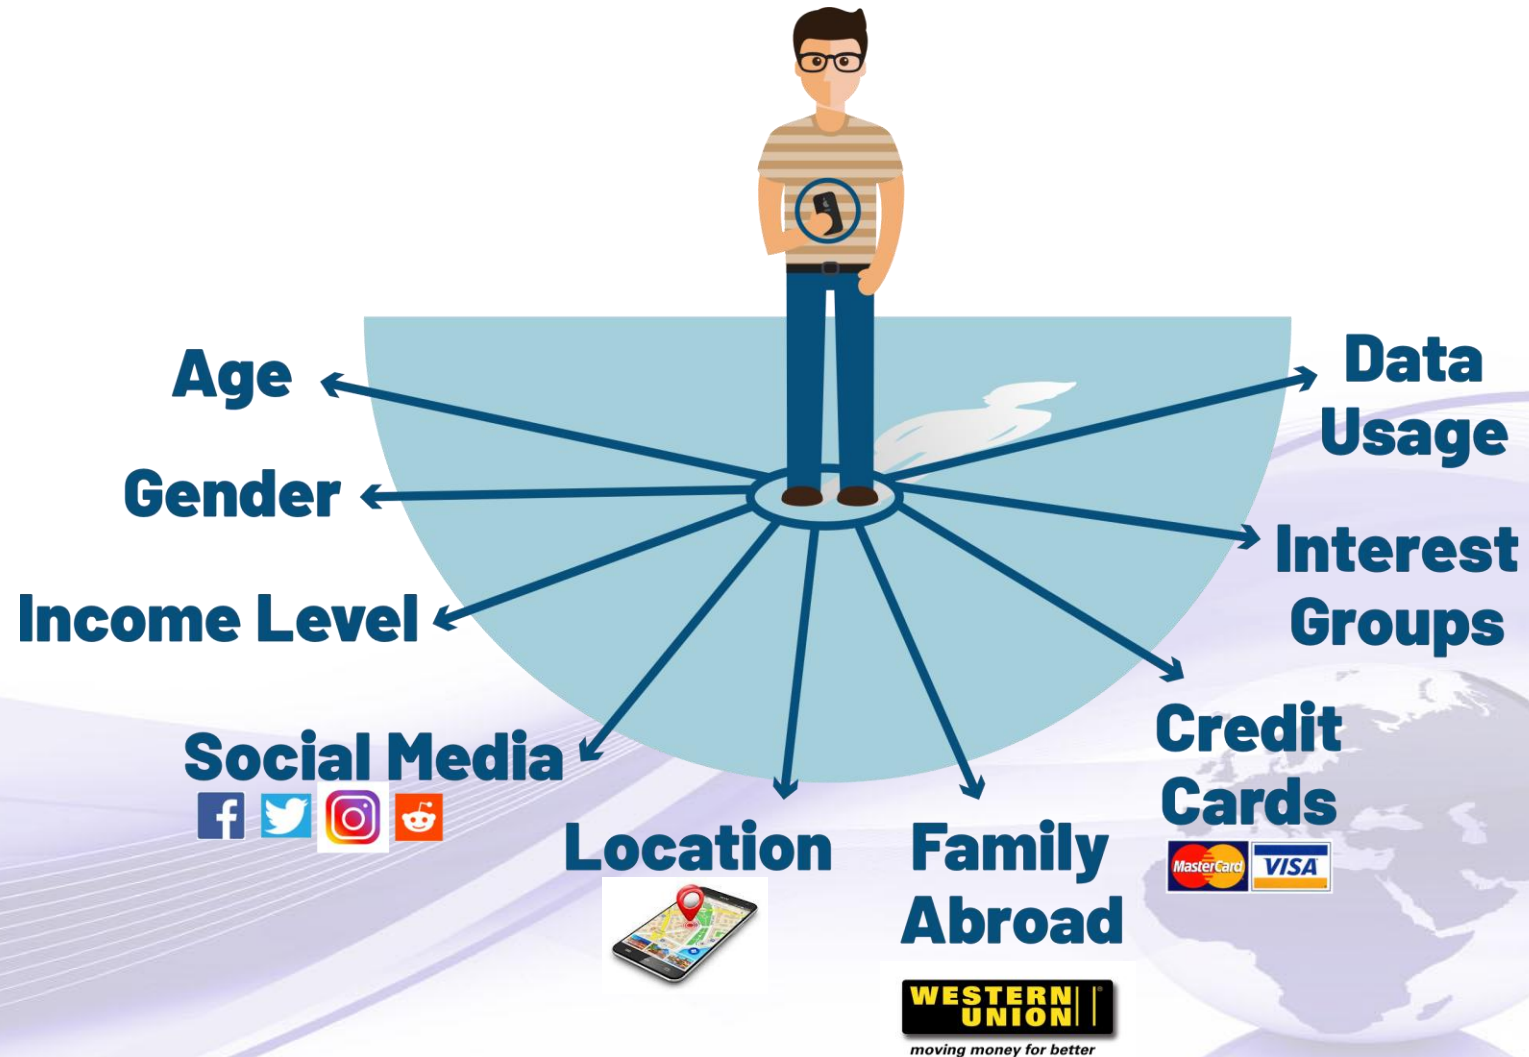 Age
Gender
Income Level
Social Media
Location
Family
Abroad
WESTERN
UNION
moving money for better
Credit
Cards
MasterCard VISA
Interest
Groups
Data
Usage